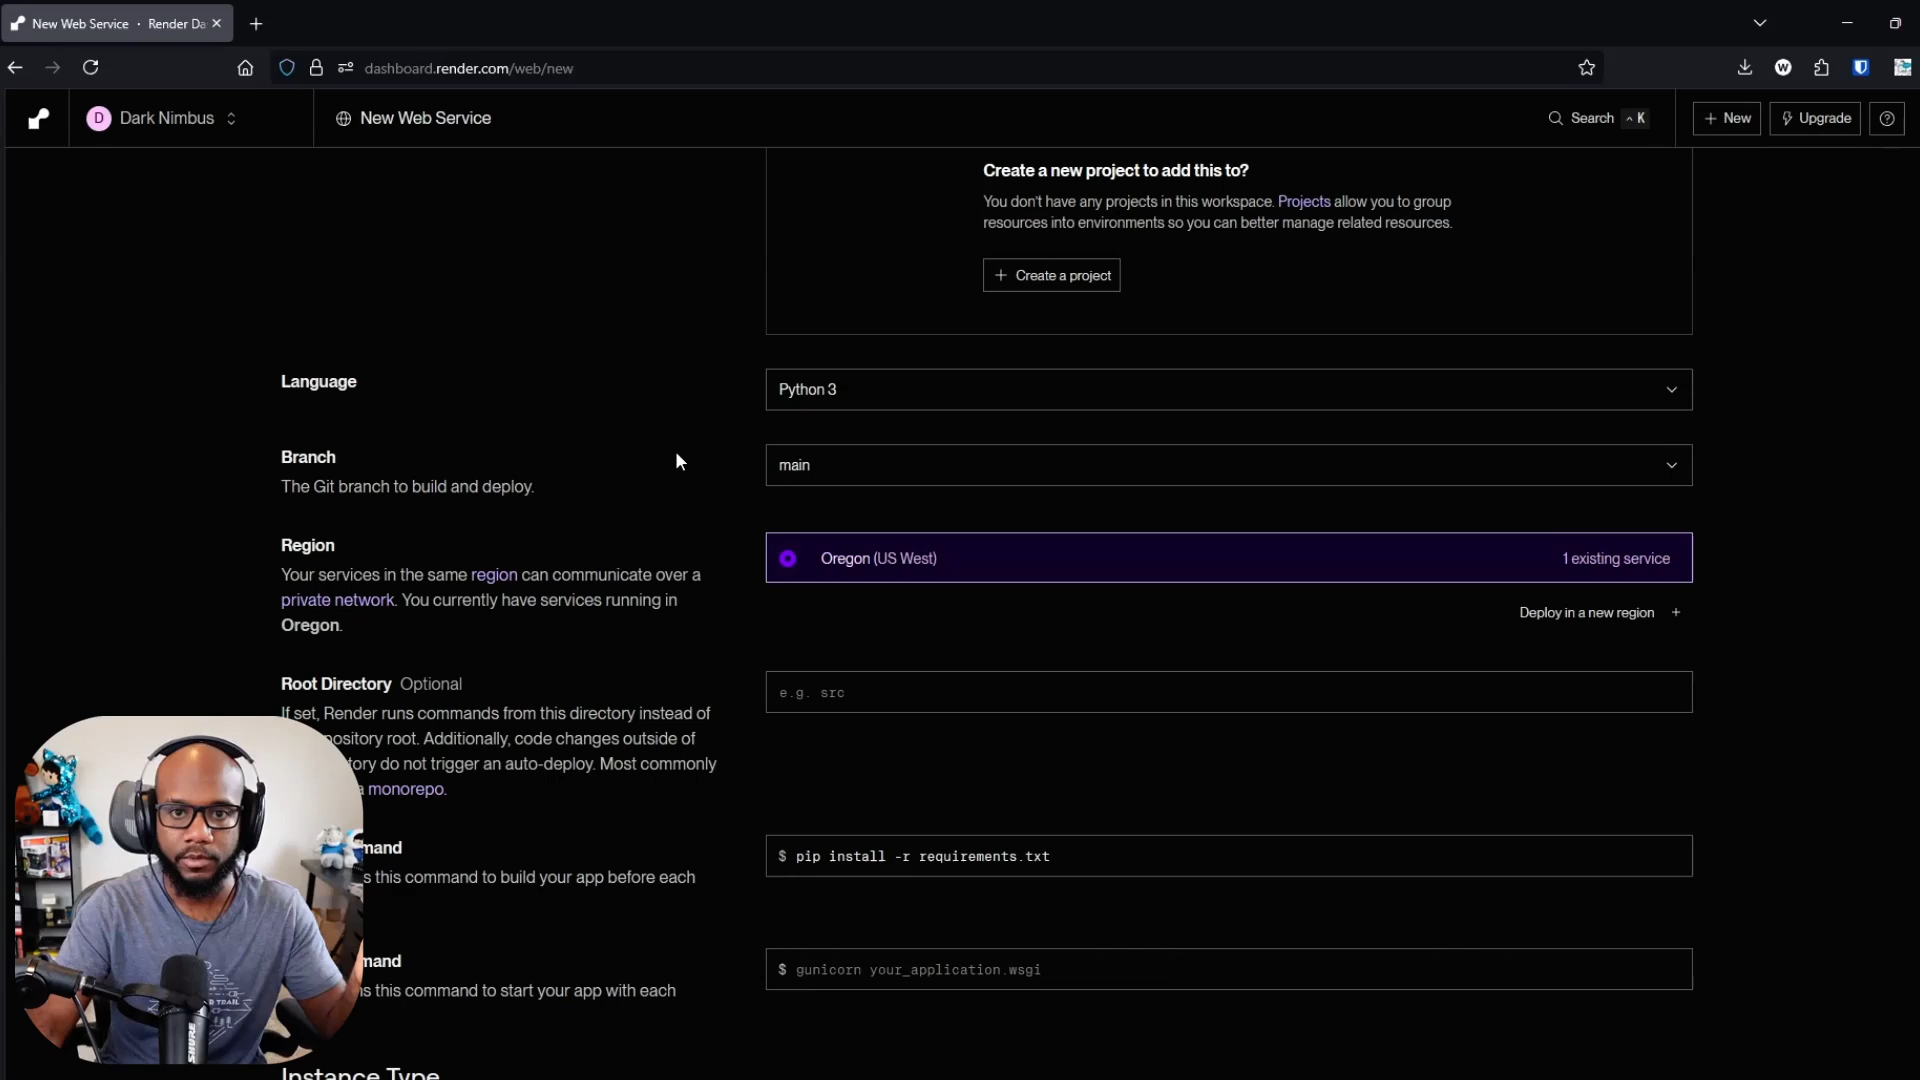 New Web Service · Render Da
dashboard.render.com/web/new
D Dark Nimbus
New Web Service
Search ^ K
+ New
Upgrade
Create a new project to add this to?
You don't have any projects in this workspace. Projects allow you to group
resources into environments so you can better manage related resources.
+ Create a project
Language
Python 3
Branch
The Git branch to build and deploy.
main
Region
Your services in the same region can communicate over a
private network. You currently have services running in
Oregon.
Oregon (US West)
1 existing service
Deploy in a new region +
Root Directory Optional
If set, Render runs commands from this directory instead of
pository root. Additionally, code changes outside of
tory do not trigger an auto-deploy. Most commonly
a monorepo.
e.g. src
mand
s this command to build your app before each
$ pip install -r requirements.txt
mand
s this command to start your app with each
$ gunicorn your_application.wsgi
Instance Type
TRAIL
SHURE